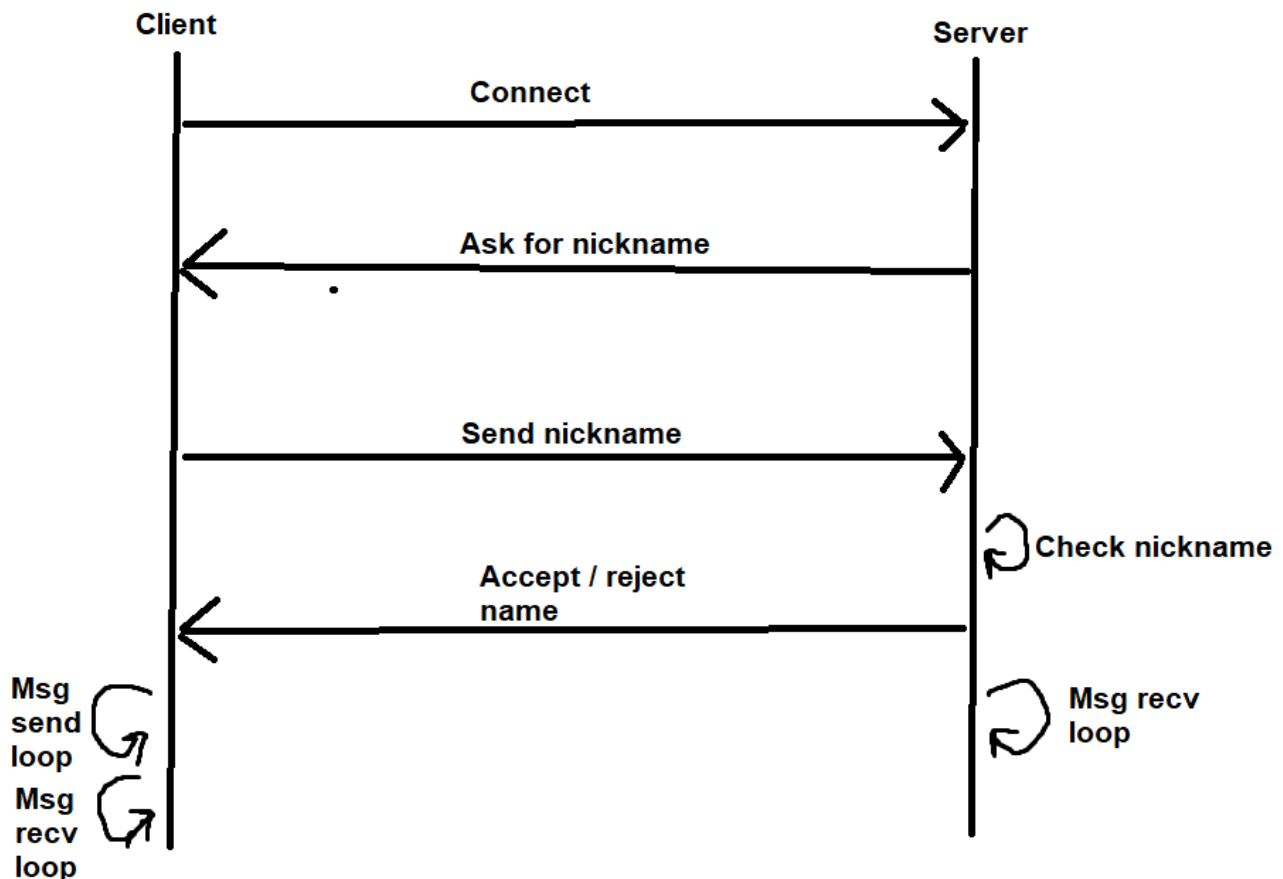 Client
Server
Connect
Ask for nickname
Send nickname
Check nickname
Accept / reject
name
Msg
send
loop
Msg recv
loop
Msg
recv
loop